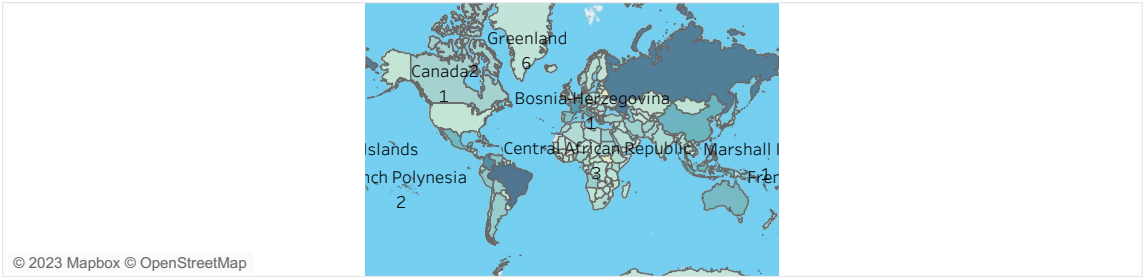 Greenland
6
Canada2
1
Bosnia-Herzegovina
1
Islands
Central African Republic
3
Marshall I
1
nch Polynesia
2
Fren
© 2023 Mapbox © OpenStreetMap